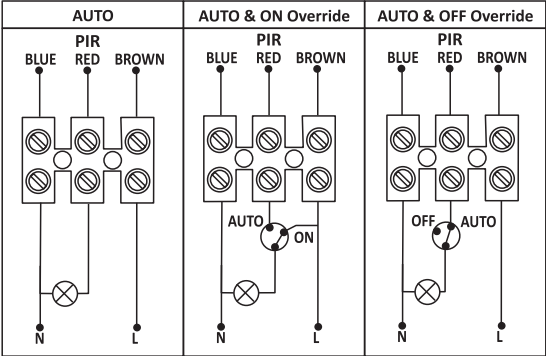 AUTO
PIR
BLUE RED BROWN
N L
AUTO & ON Override
PIR
BLUE RED BROWN
AUTO
ON
N L
AUTO & OFF Override
PIR
BLUE RED BROWN
OFF AUTO
N L